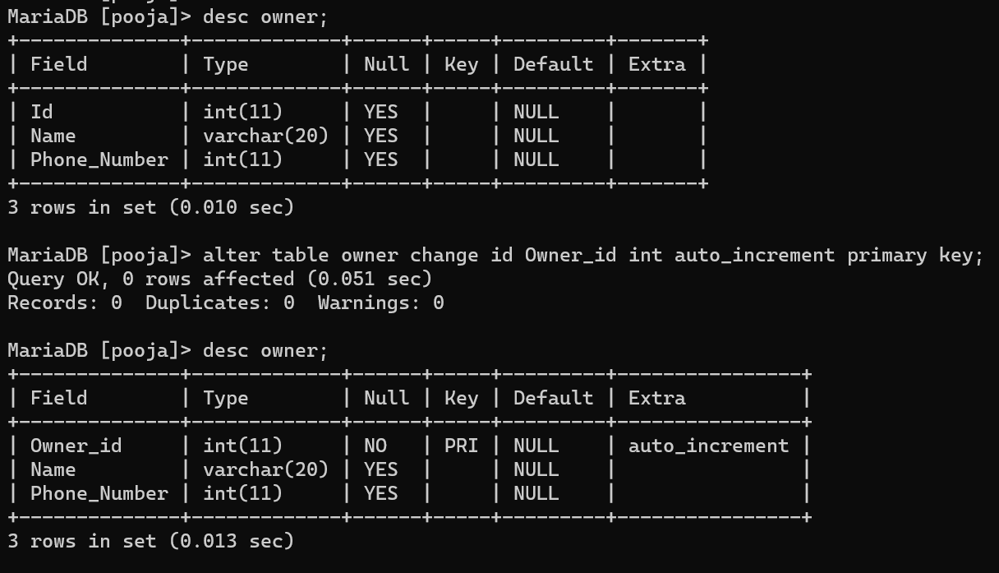 MariaDB [pooja]> desc owner;
+--------------+-------------+------+-----+---------+-------+
| Field        | Type        | Null | Key | Default | Extra |
+--------------+-------------+------+-----+---------+-------+
| Id           | int(11)     | YES  |     | NULL    |       |
| Name         | varchar(20) | YES  |     | NULL    |       |
| Phone_Number | int(11)     | YES  |     | NULL    |       |
+--------------+-------------+------+-----+---------+-------+
3 rows in set (0.010 sec)

MariaDB [pooja]> alter table owner change id Owner_id int auto_increment primary key;
Query OK, 0 rows affected (0.051 sec)
Records: 0  Duplicates: 0  Warnings: 0

MariaDB [pooja]> desc owner;
+--------------+-------------+------+-----+---------+----------------+
| Field        | Type        | Null | Key | Default | Extra          |
+--------------+-------------+------+-----+---------+----------------+
| Owner_id     | int(11)     | NO   | PRI | NULL    | auto_increment |
| Name         | varchar(20) | YES  |     | NULL    |                |
| Phone_Number | int(11)     | YES  |     | NULL    |                |
+--------------+-------------+------+-----+---------+----------------+
3 rows in set (0.013 sec)